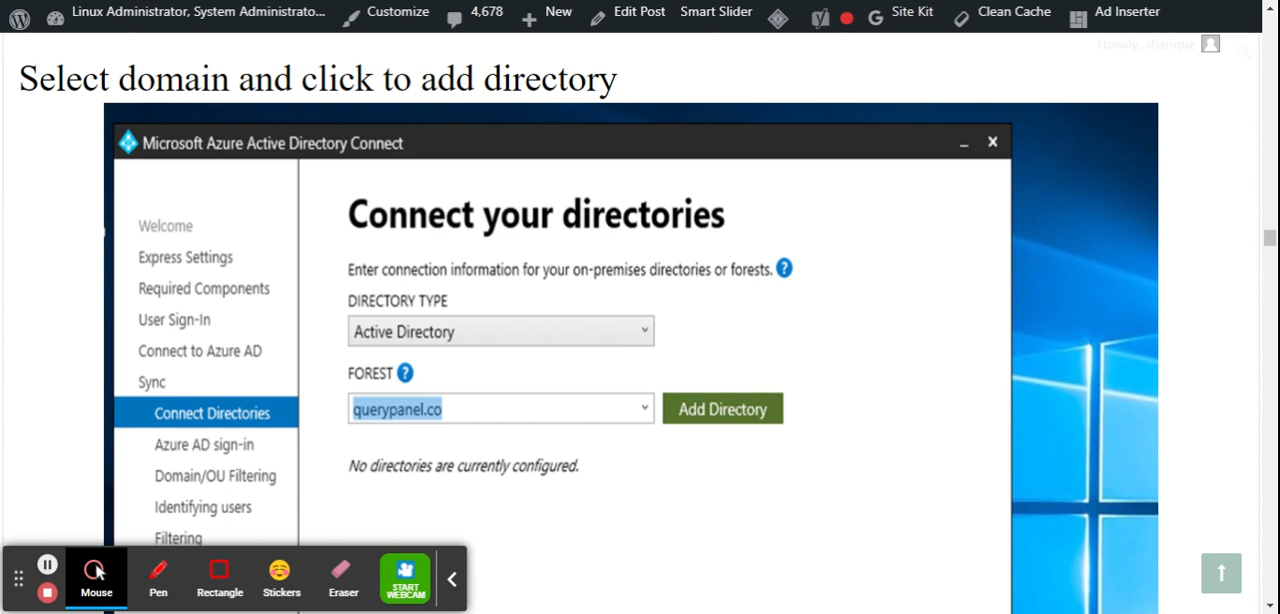 Linux Administrator, System Administrato... Customize 4,678 New Edit Post Smart Slider Site Kit Clean Cache Ad Inserter
Howdy, sharique
Select domain and click to add directory
Microsoft Azure Active Directory Connect
Welcome
Express Settings
Required Components
User Sign-In
Connect to Azure AD
Sync
Connect Directories
Azure AD sign-in
Domain/OU Filtering
Identifying users
Filtering
Connect your directories
Enter connection information for your on-premises directories or forests. ?
DIRECTORY TYPE
Active Directory
FOREST ?
querypanel.co
Add Directory
No directories are currently configured.
Mouse Pen Rectangle Stickers Eraser START WEBCAM